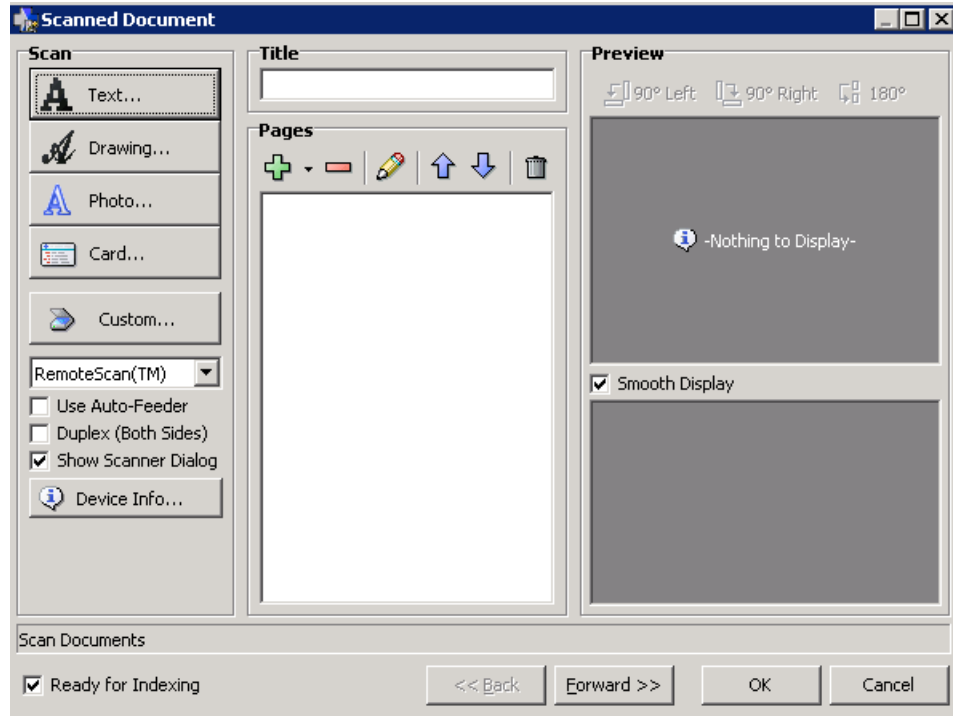 Scanned Document
Scan
Text...
Drawing...
Photo...
Card...
Custom...
RemoteScan(TM)
Use Auto-Feeder
Duplex (Both Sides)
Show Scanner Dialog
Device Info...
Title
Pages
Preview
90° Left 90° Right 180°
-Nothing to Display-
Smooth Display
Scan Documents
Ready for Indexing
<< Back Forward >> OK Cancel